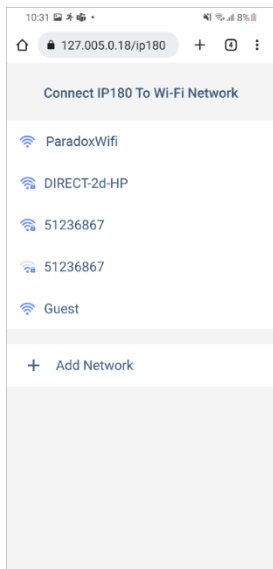 10:31 8%
127.005.0.18/ip180 + 4
Connect IP180 To Wi-Fi Network
ParadoxWifi
DIRECT-2d-HP
51236867
51236867
Guest
+ Add Network